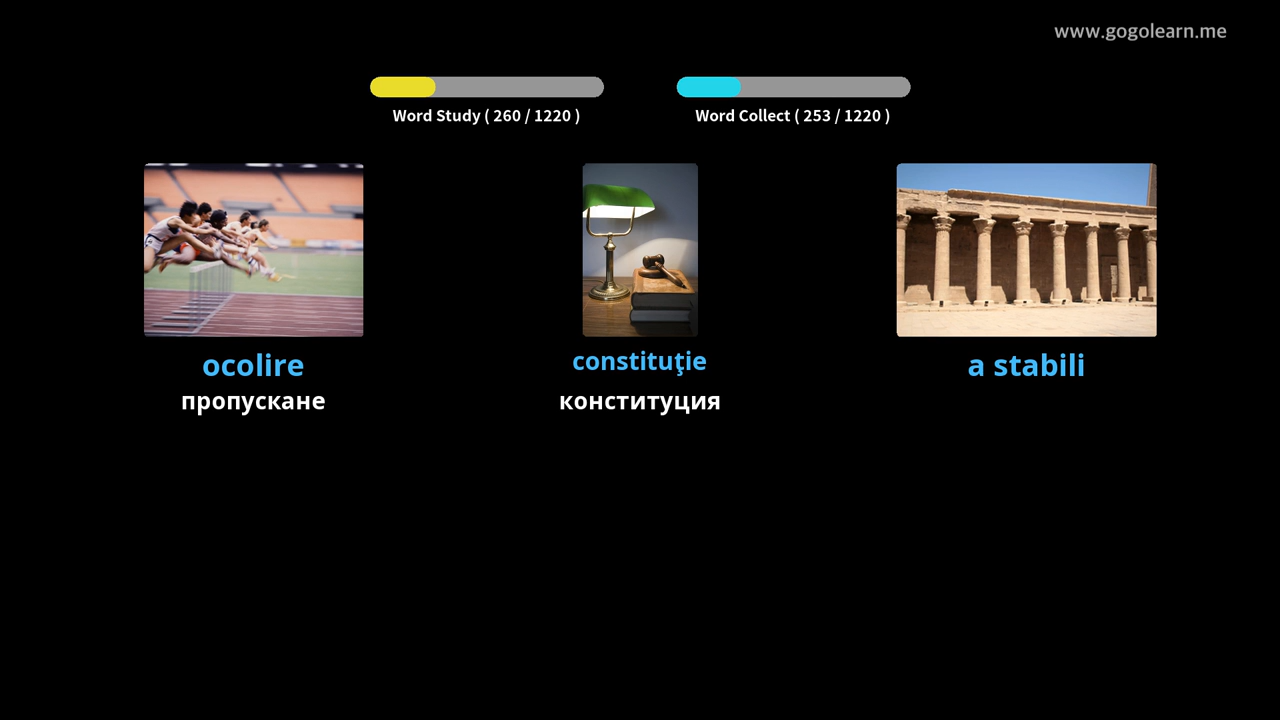 www.gogolearn.me
Word Study ( 260 / 1220 )
Word Collect ( 253 / 1220 )
ocolire
constituţie
a stabili
пропускане
конституция